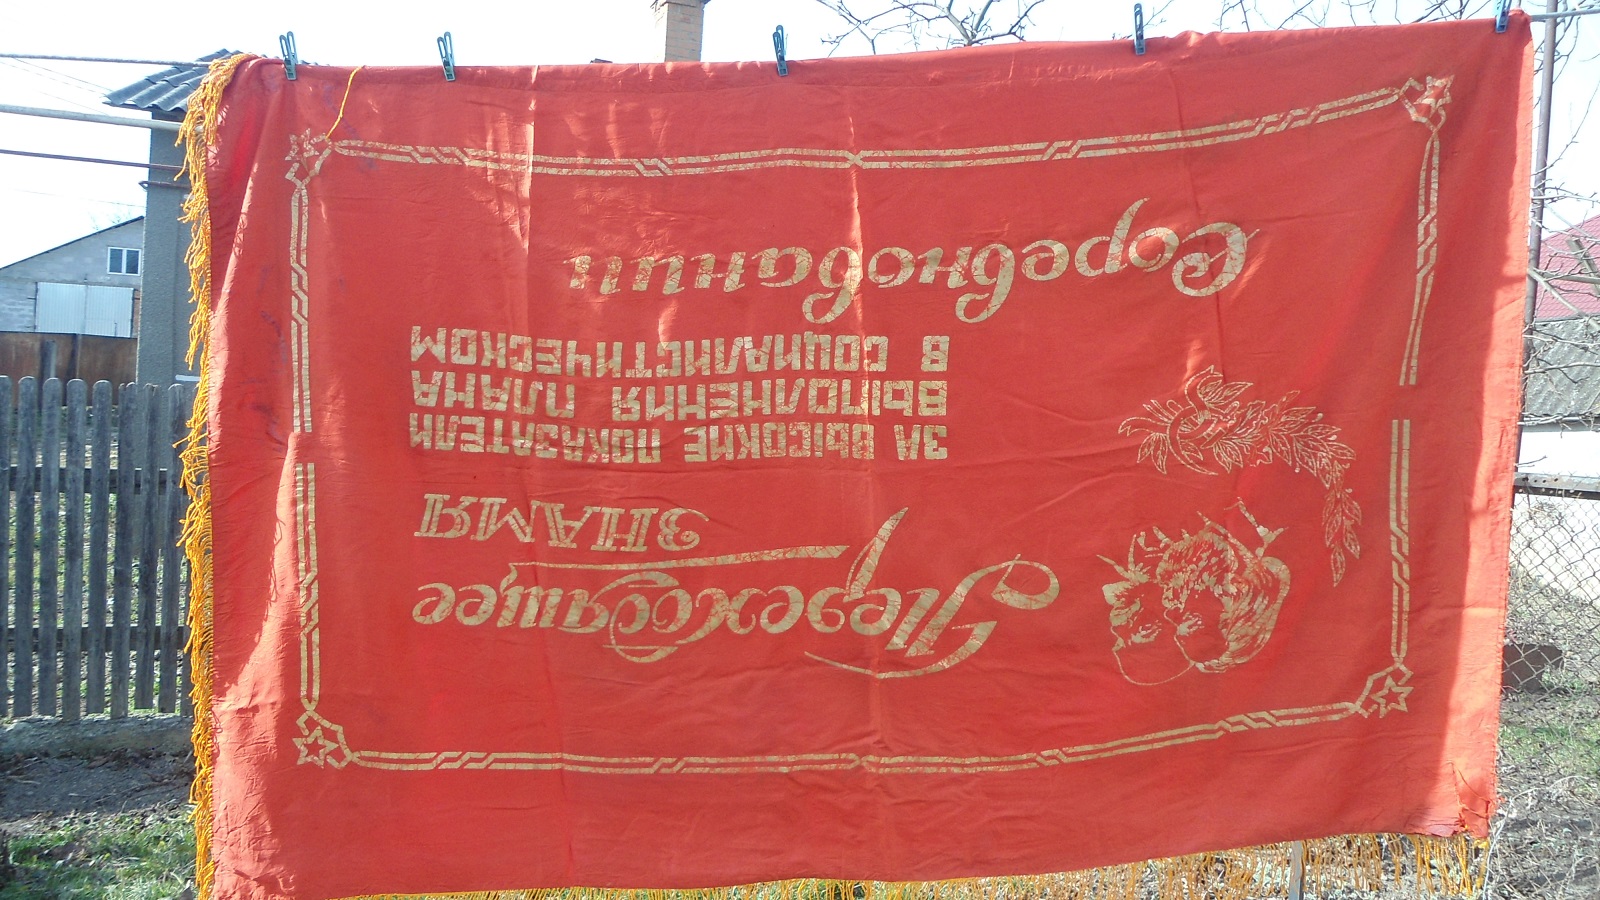 Переходящее
ЗНАМЯ
ЗА ВЫСОКИЕ ПОКАЗАТЕЛИ
ВЫПОЛНЕНИЯ ПЛАНА
В СОЦИАЛИСТИЧЕСКОМ
Соревновании